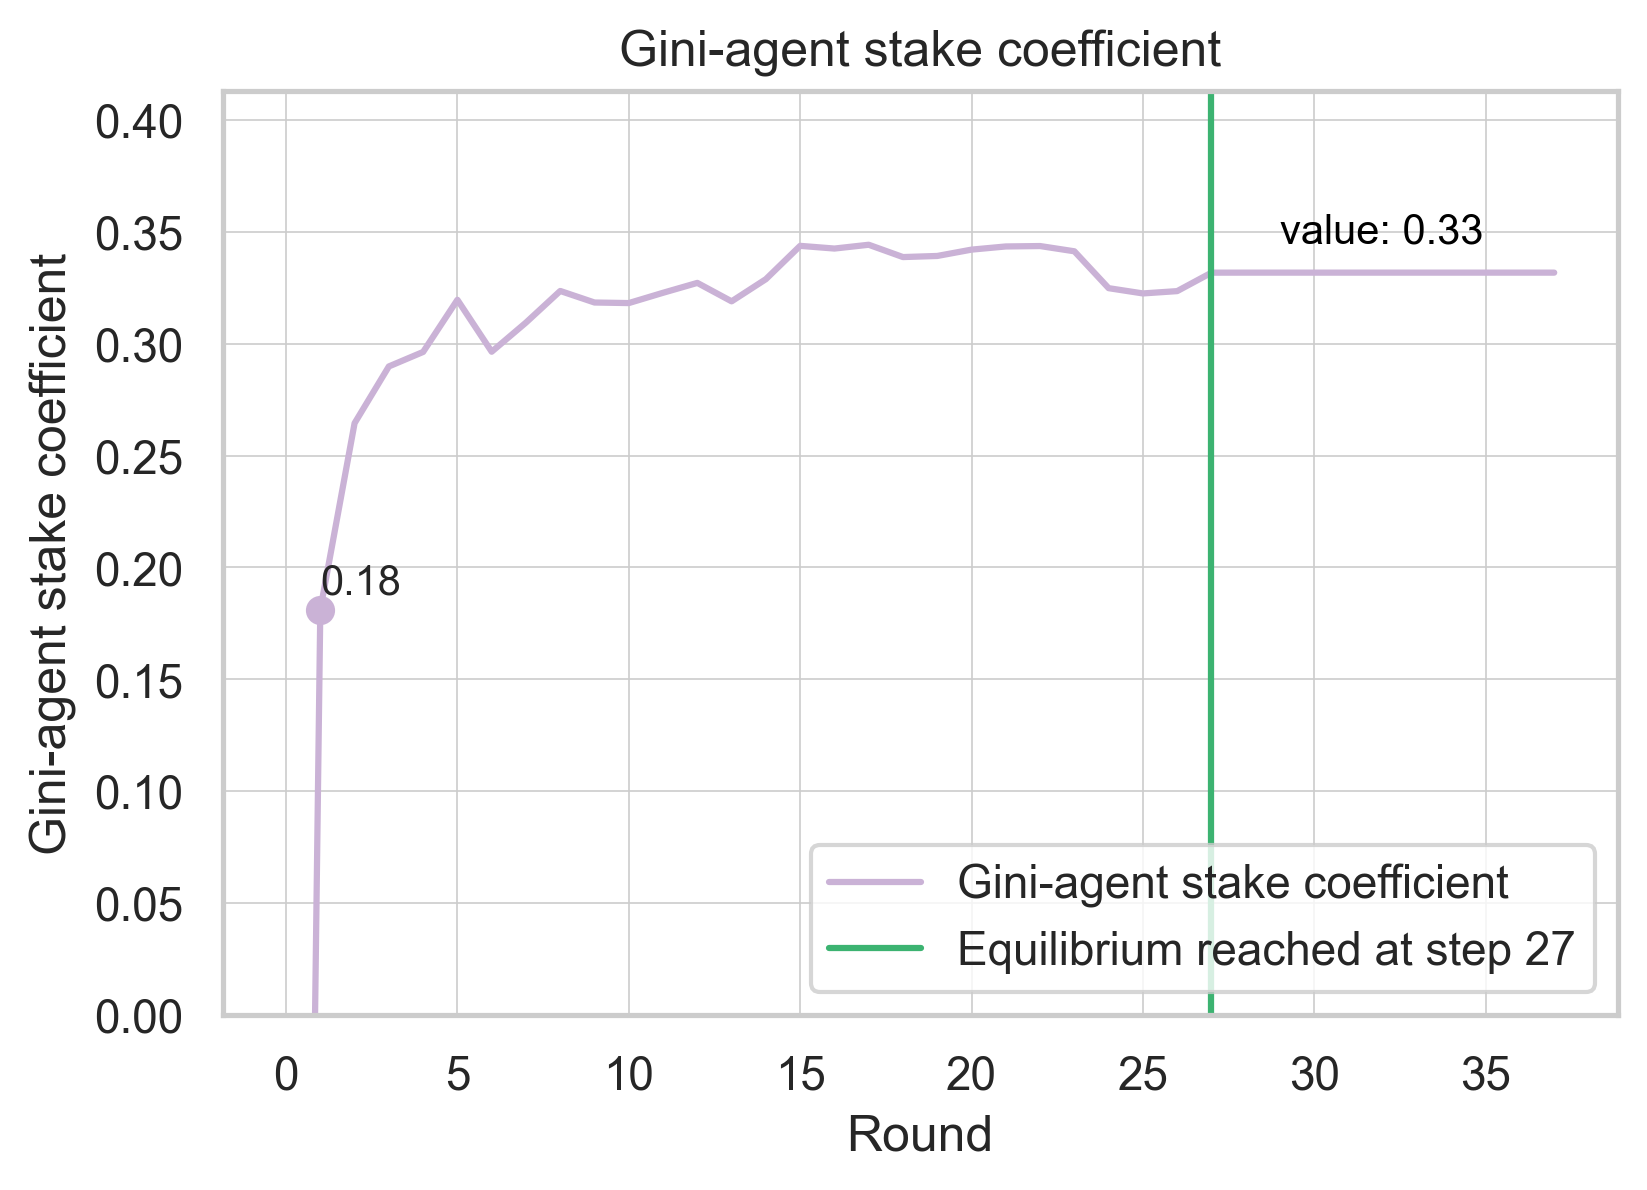 Gini-agent stake coefficient
Gini-agent stake coefficient
0.40
0.35
0.30
0.25
0.20
0.15
0.10
0.05
0.00
value: 0.33
0.18
Gini-agent stake coefficient
Equilibrium reached at step 27
0 5 10 15 20 25 30 35
Round